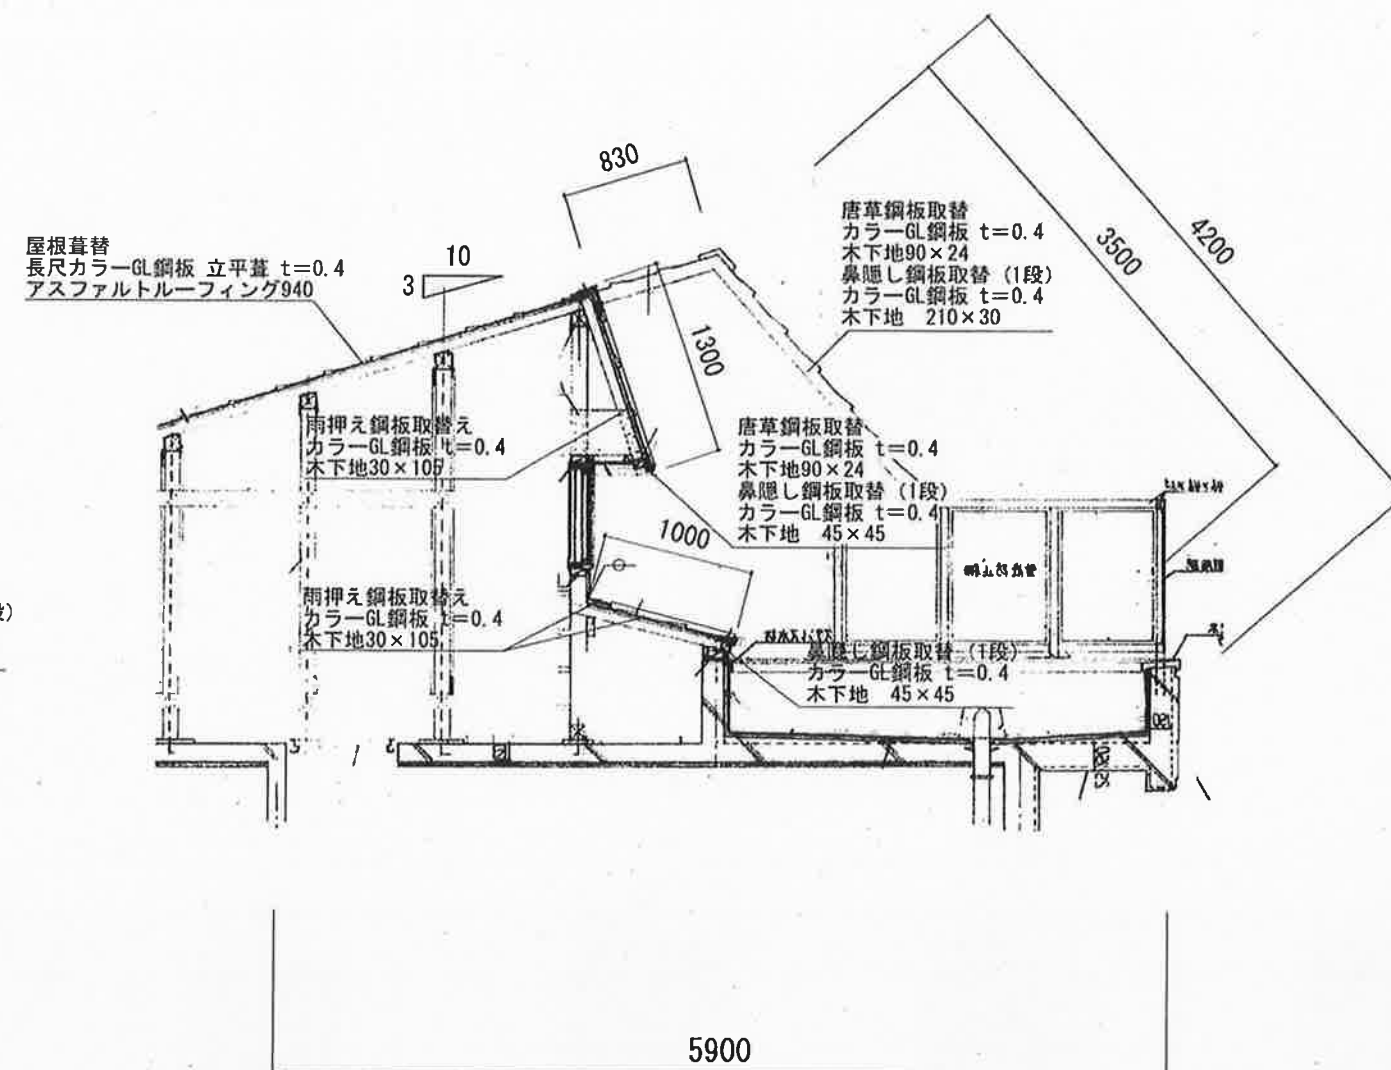 830
4200
3500
唐草鋼板取替
カラーGL鋼板 t=0.4
木下地90×24
鼻隠し鋼板取替 (1段)
カラーGL鋼板 t=0.4
木下地 210×30
屋根葺替
長尺カラーGL鋼板 立平葺 t=0.4
アスファルトルーフィング940
10
3
1300
雨押え鋼板取替え
カラーGL鋼板 t=0.4
木下地30×105
唐草鋼板取替
カラーGL鋼板 t=0.4
木下地90×24
鼻隠し鋼板取替 (1段)
カラーGL鋼板 t=0.4
木下地 45×45
1000
雨押え鋼板取替え
カラーGL鋼板 t=0.4
木下地30×105
鼻隠し鋼板取替 (1段)
カラーGL鋼板 t=0.4
木下地 45×45
5900